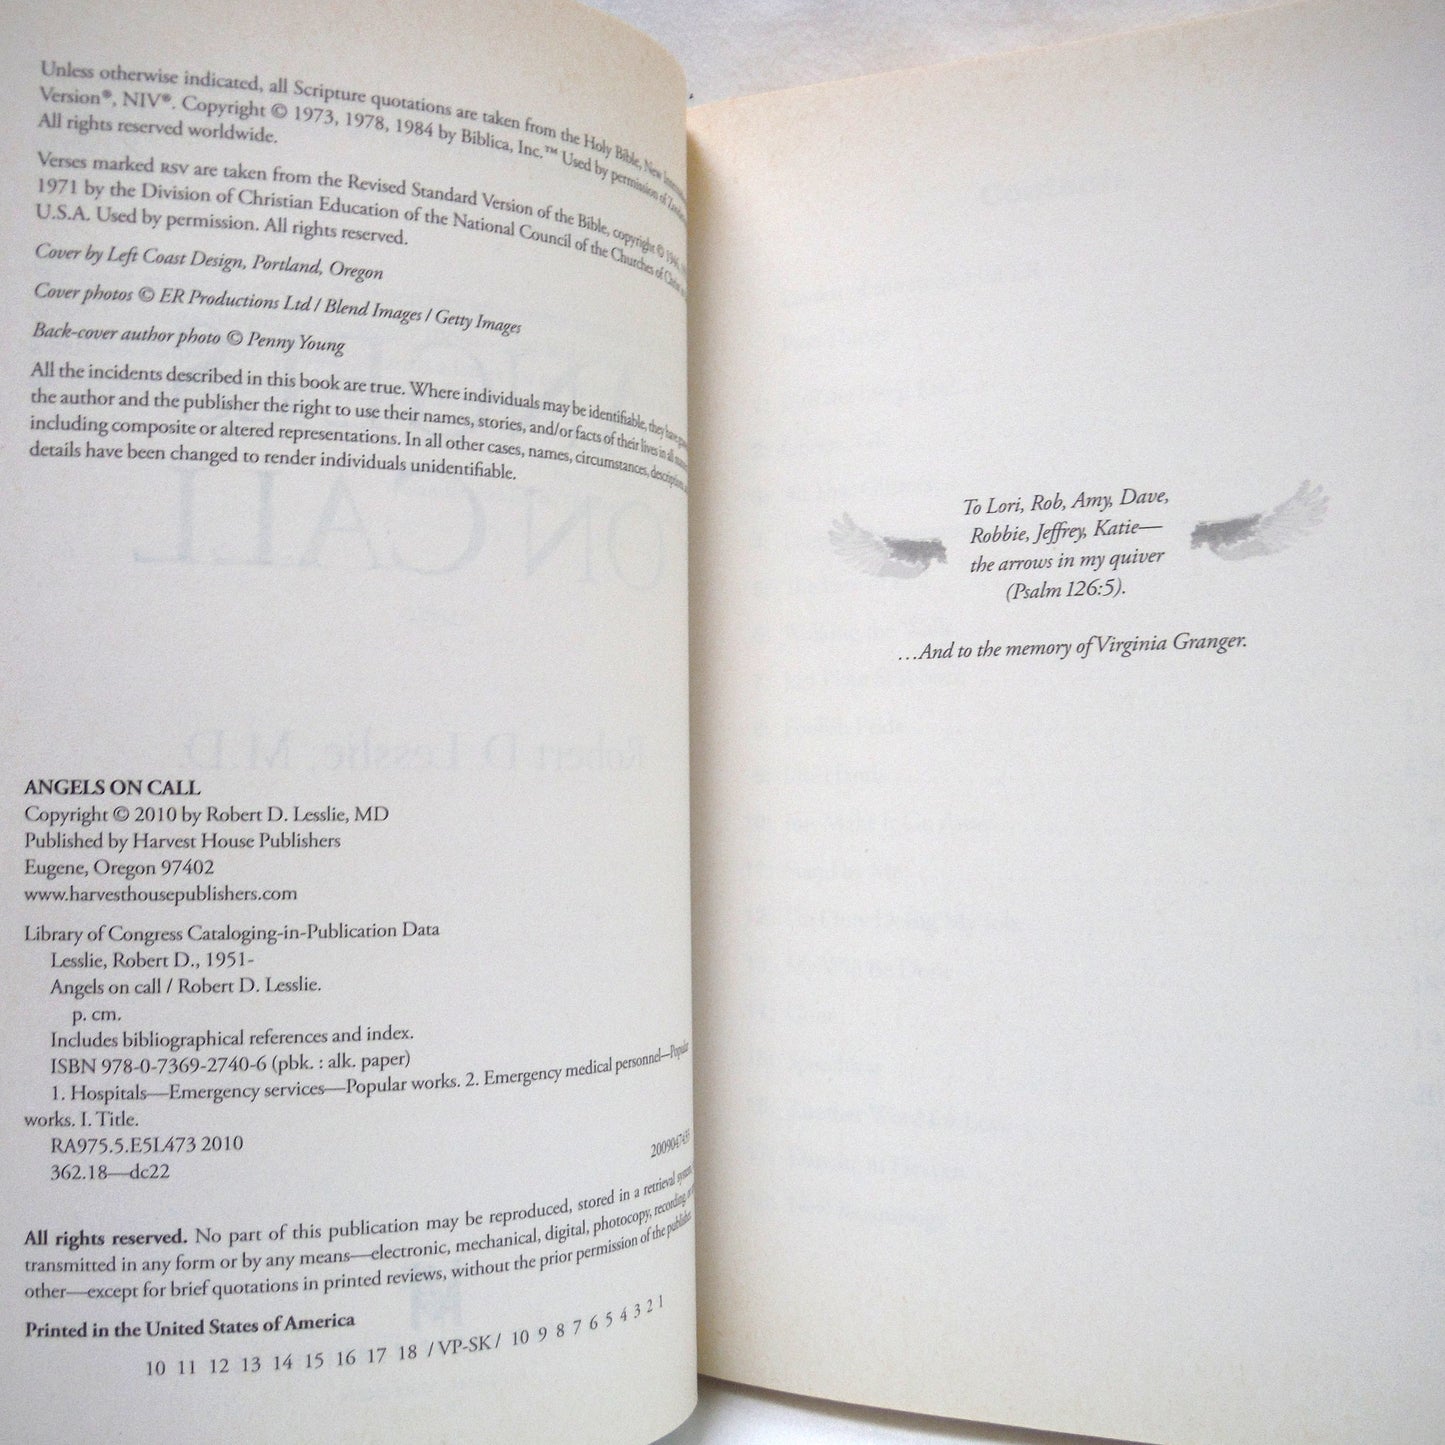 Unless otherwise indicated, all Scripture quotations are taken from the Holy Bible, New
Version®, NIV®. Copyright © 1973, 1978, 1984 by Biblica, Inc.™ Used by permission of
All rights reserved worldwide.
Verses marked RSV are taken from the Revised Standard Version of the Bible, copyright © 1946,
1971 by the Division of Christian Education of the National Council of the Churches of Christ
U.S.A. Used by permission. All rights reserved.
Cover by Left Coast Design, Portland, Oregon
Cover photos © ER Productions Ltd / Blend Images / Getty Images
Back-cover author photo © Penny Young
All the incidents described in this book are true. Where individuals may be identifiable, they have
the author and the publisher the right to use their names, stories, and/or facts of their lives in all
including composite or altered representations. In all other cases, names, circumstances, descriptions,
details have been changed to render individuals unidentifiable.
ANGELS ON CALL
Copyright © 2010 by Robert D. Lesslie, MD
Published by Harvest House Publishers
Eugene, Oregon 97402
www.harvesthousepublishers.com
Library of Congress Cataloging-in-Publication Data
Lesslie, Robert D., 1951-
Angels on call / Robert D. Lesslie.
p. cm.
Includes bibliographical references and index.
ISBN 978-0-7369-2740-6 (pbk. : alk. paper)
1. Hospitals—Emergency services—Popular works. 2. Emergency medical personnel—Popular
works. I. Title.
RA975.5.E5L473 2010
362.18—dc22
All rights reserved. No part of this publication may be reproduced, stored in a retrieval system,
transmitted in any form or by any means—electronic, mechanical, digital, photocopy, recording,
other—except for brief quotations in printed reviews, without the prior permission of the publisher.
Printed in the United States of America
10 11 12 13 14 15 16 17 18 / VP-SK / 10 9 8 7 6 5 4 3 2 1
To Lori, Rob, Amy, Dave,
Robbie, Jeffrey, Katie—
the arrows in my quiver
(Psalm 126:5).
…And to the memory of Virginia Granger.